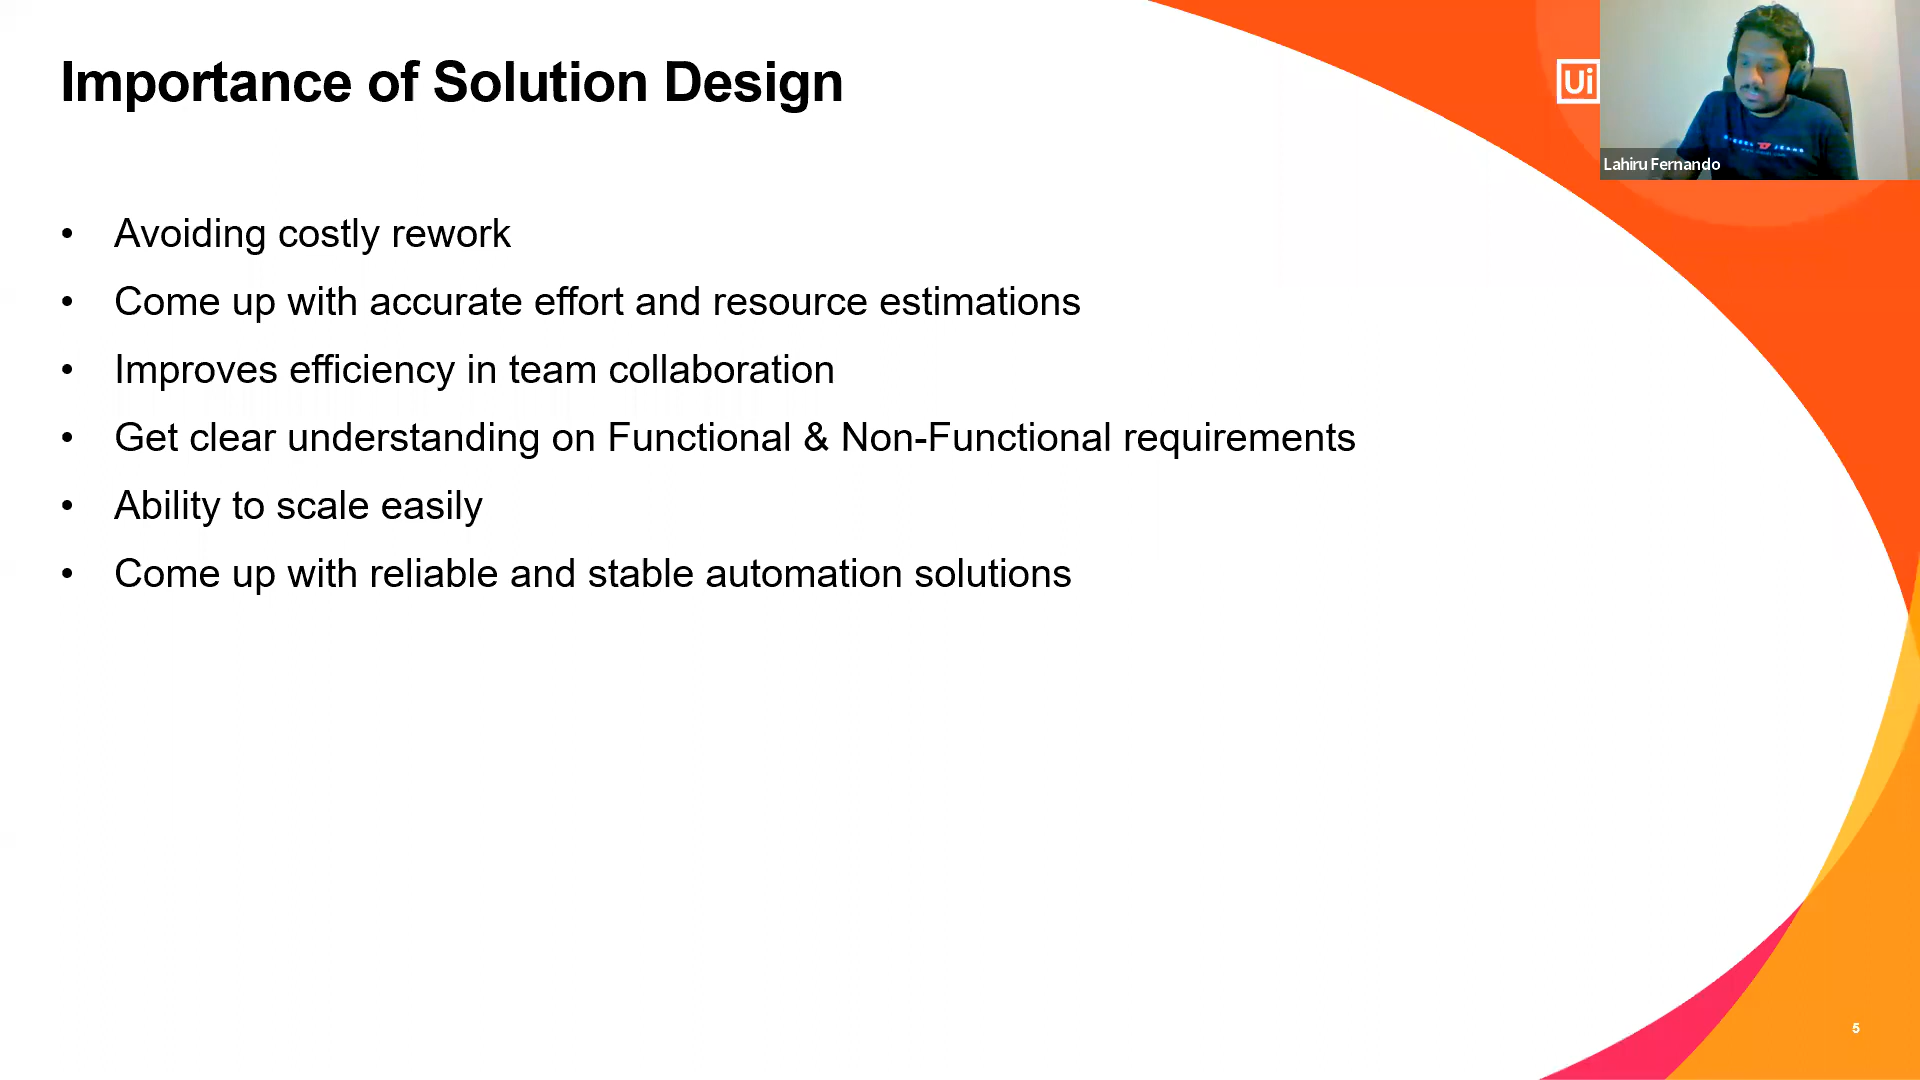 Importance of Solution Design
Ui
Lahiru Fernando
• Avoiding costly rework
• Come up with accurate effort and resource estimations
• Improves efficiency in team collaboration
• Get clear understanding on Functional & Non-Functional requirements
• Ability to scale easily
• Come up with reliable and stable automation solutions
5